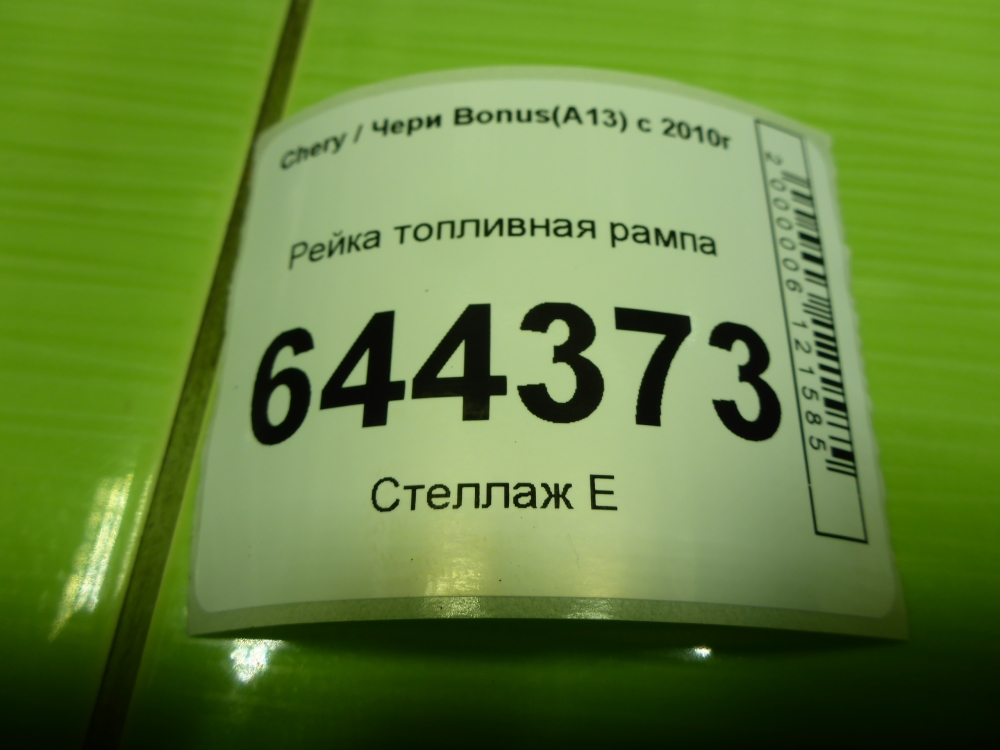 Chery / Чери Bonus(A13) с 2010г
Рейка топливная рампа
644373
Стеллаж Е
2000006121585